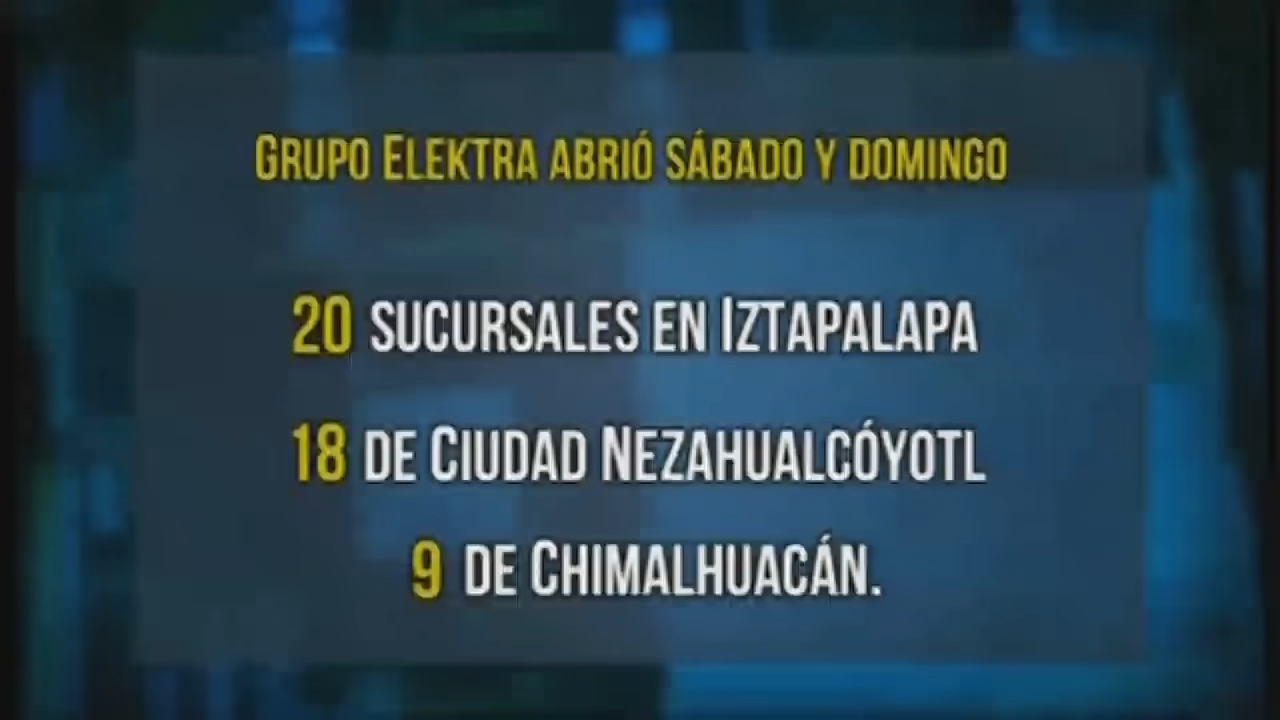 Grupo Elektra abrió sábado y domingo
20 sucursales en Iztapalapa
18 de Ciudad Nezahualcóyotl
9 de Chimalhuacán.